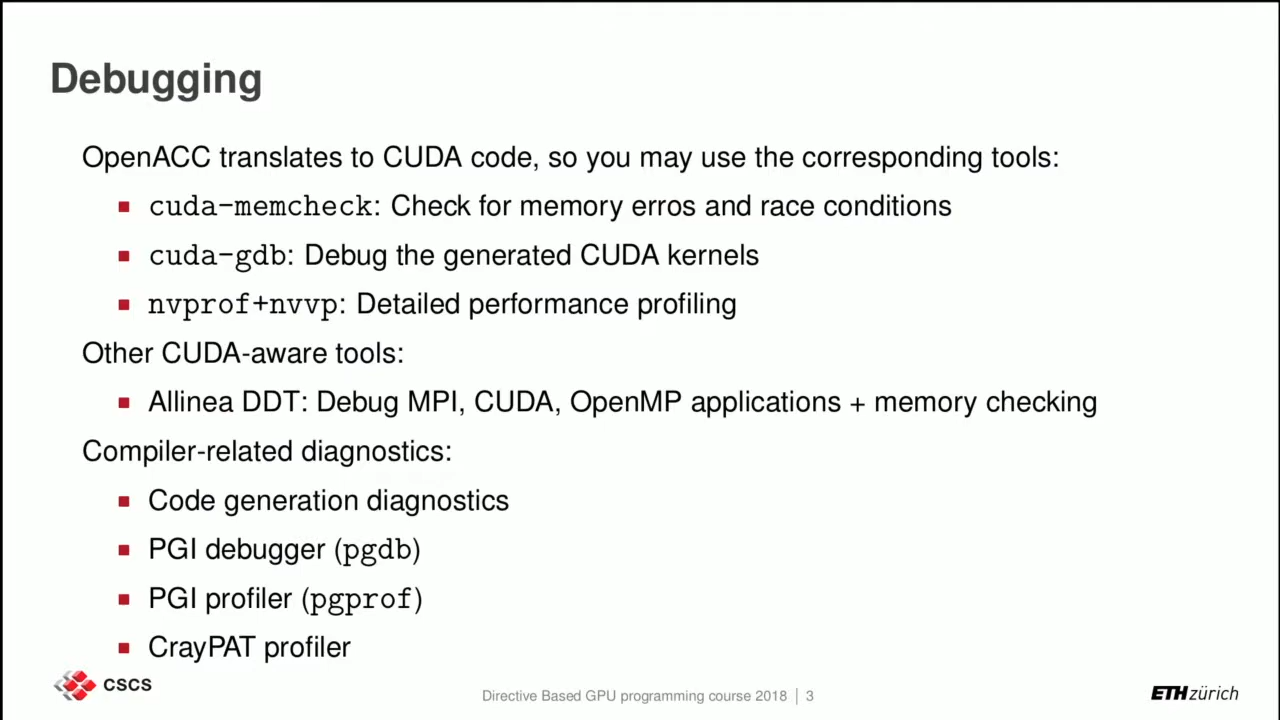 Debugging
OpenACC translates to CUDA code, so you may use the corresponding tools:
cuda-memcheck: Check for memory erros and race conditions
cuda-gdb: Debug the generated CUDA kernels
nvprof+nvvp: Detailed performance profiling
Other CUDA-aware tools:
Allinea DDT: Debug MPI, CUDA, OpenMP applications + memory checking
Compiler-related diagnostics:
Code generation diagnostics
PGI debugger (pgdb)
PGI profiler (pgprof)
CrayPAT profiler
CSCS
Directive Based GPU programming course 2018 | 3
ETH zürich